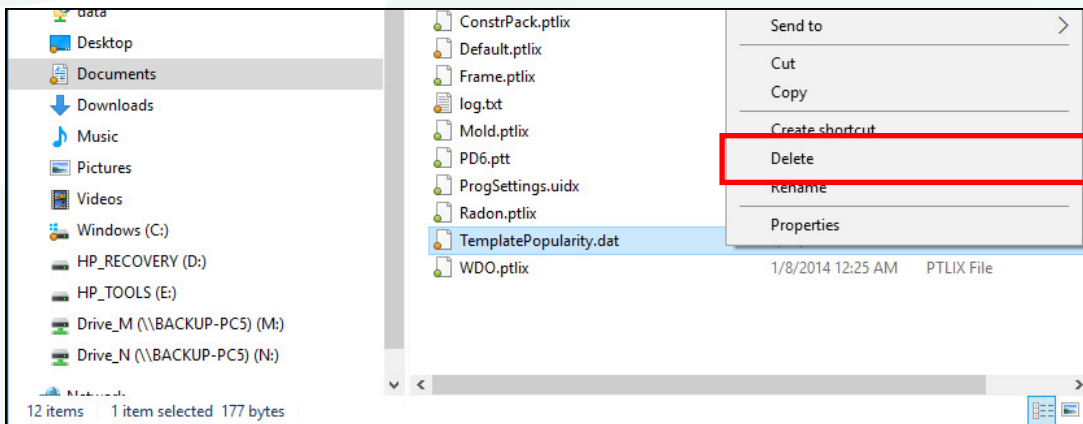 data
Desktop
Documents
Downloads
Music
Pictures
Videos
Windows (C:)
HP_RECOVERY (D:)
HP_TOOLS (E:)
Drive_M (\\BACKUP-PC5) (M:)
Drive_N (\\BACKUP-PC5) (N:)
Network
ConstrPack.ptlix
Default.ptlix
Frame.ptlix
log.txt
Mold.ptlix
PD6.ptt
ProgSettings.uidx
Radon.ptlix
TemplatePopularity.dat
WDO.ptlix 1/8/2014 12:25 AM PTLIX File
Send to
Cut
Copy
Create shortcut
Delete
Rename
Properties
12 items 1 item selected 177 bytes